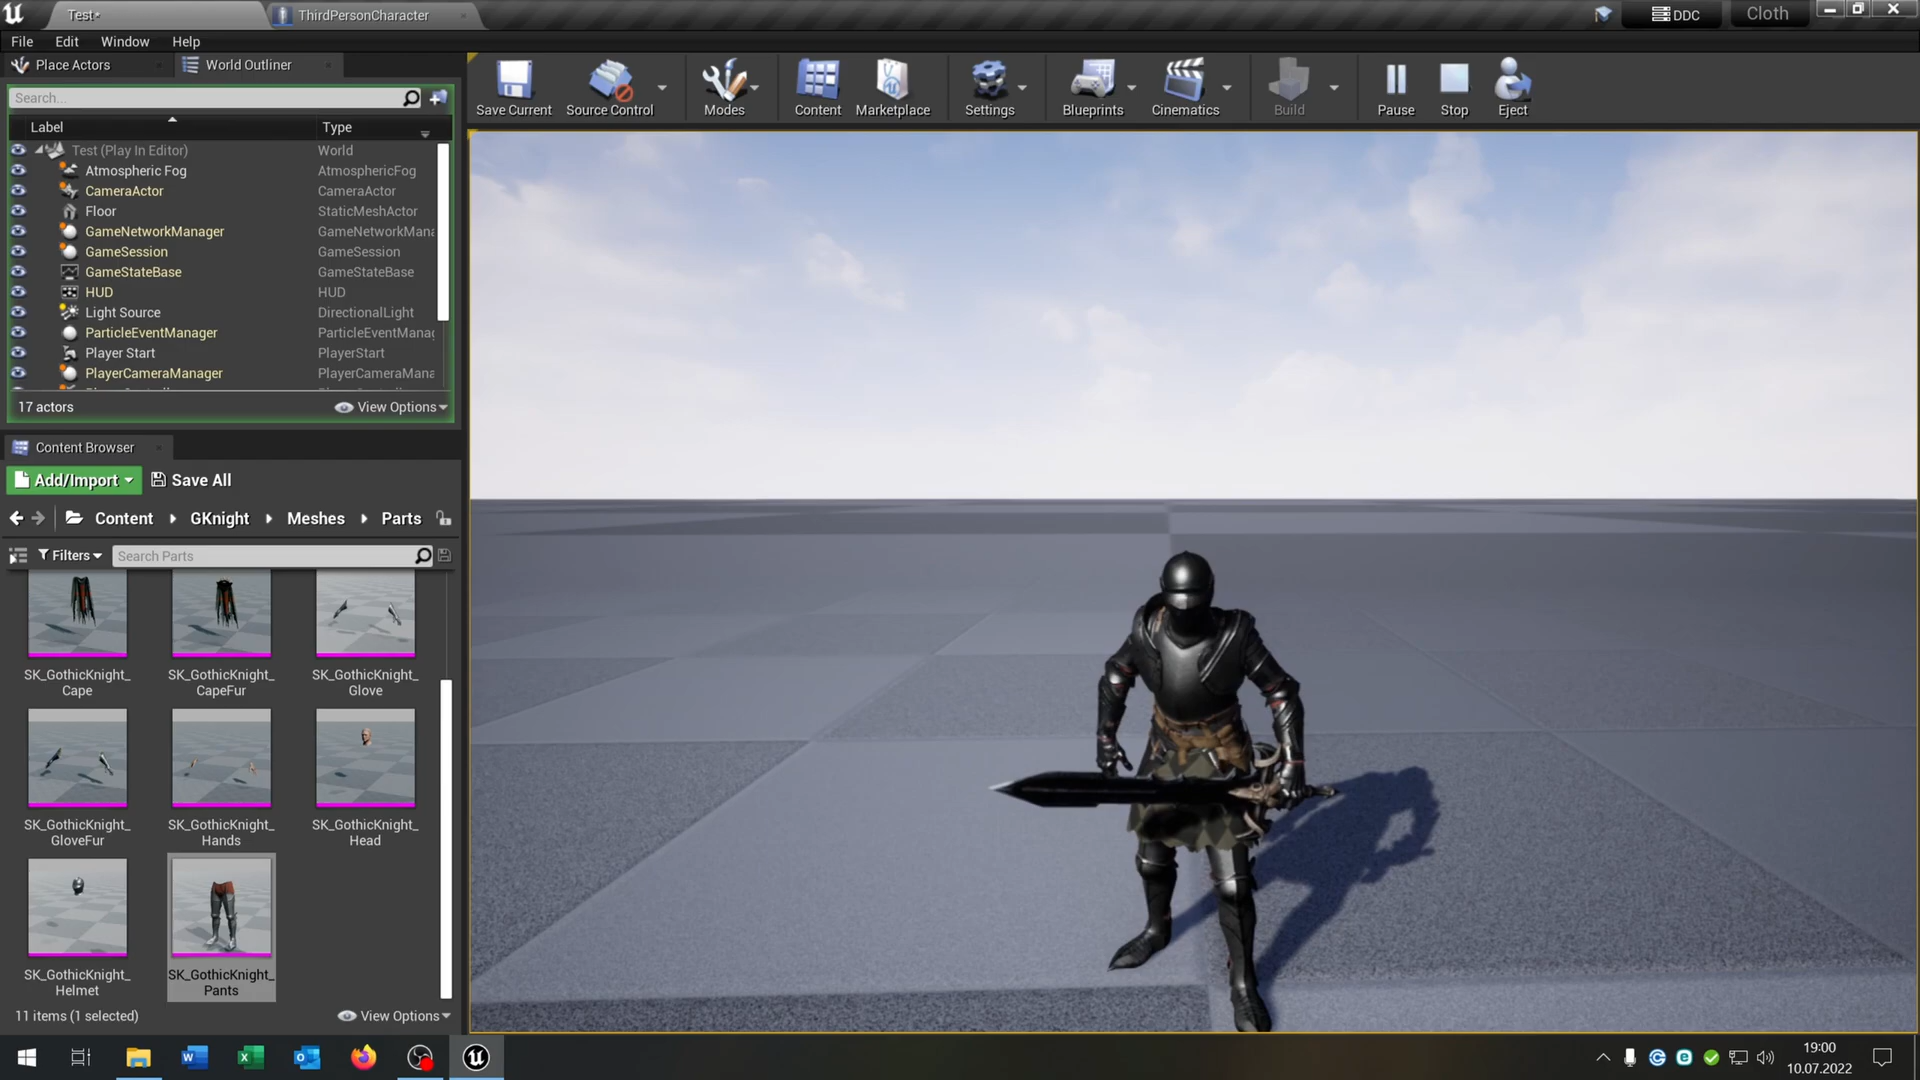 Test•
ThirdPersonCharacter
DDC
Cloth
File Edit Window Help
Place Actors
World Outliner
Search...
Label Type
Test (Play In Editor) World
Atmospheric Fog AtmosphericFog
CameraActor CameraActor
Floor StaticMeshActor
GameNetworkManager GameNetworkMana
GameSession GameSession
GameStateBase GameStateBase
HUD HUD
Light Source DirectionalLight
ParticleEventManager ParticleEventManag
Player Start PlayerStart
PlayerCameraManager PlayerCameraMana
17 actors
View Options
Save Current
Source Control
Modes
Content
Marketplace
Settings
Blueprints
Cinematics
Build
Pause
Stop
Eject
Content Browser
Add/Import
Save All
Content GKnight Meshes Parts
Filters
Search Parts
SK_GothicKnight_
Cape
SK_GothicKnight_
CapeFur
SK_GothicKnight_
Glove
SK_GothicKnight_
GloveFur
SK_GothicKnight_
Hands
SK_GothicKnight_
Head
SK_GothicKnight_
Helmet
SK_GothicKnight_
Pants
11 items (1 selected)
View Options
19:00
10.07.2022